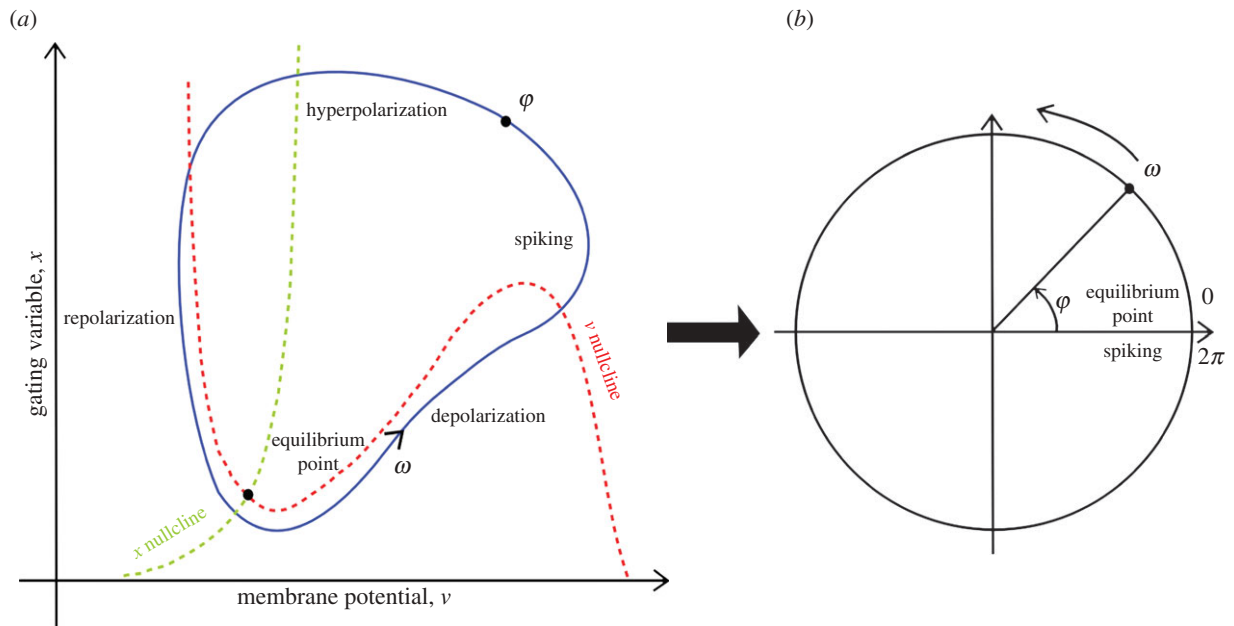 (a)
hyperpolarization
φ
spiking
repolarization
gating variable, x
v nullcline
depolarization
equilibrium
point
ω
x nullcline
membrane potential, v
(b)
ω
φ
equilibrium
point
0
spiking
2π